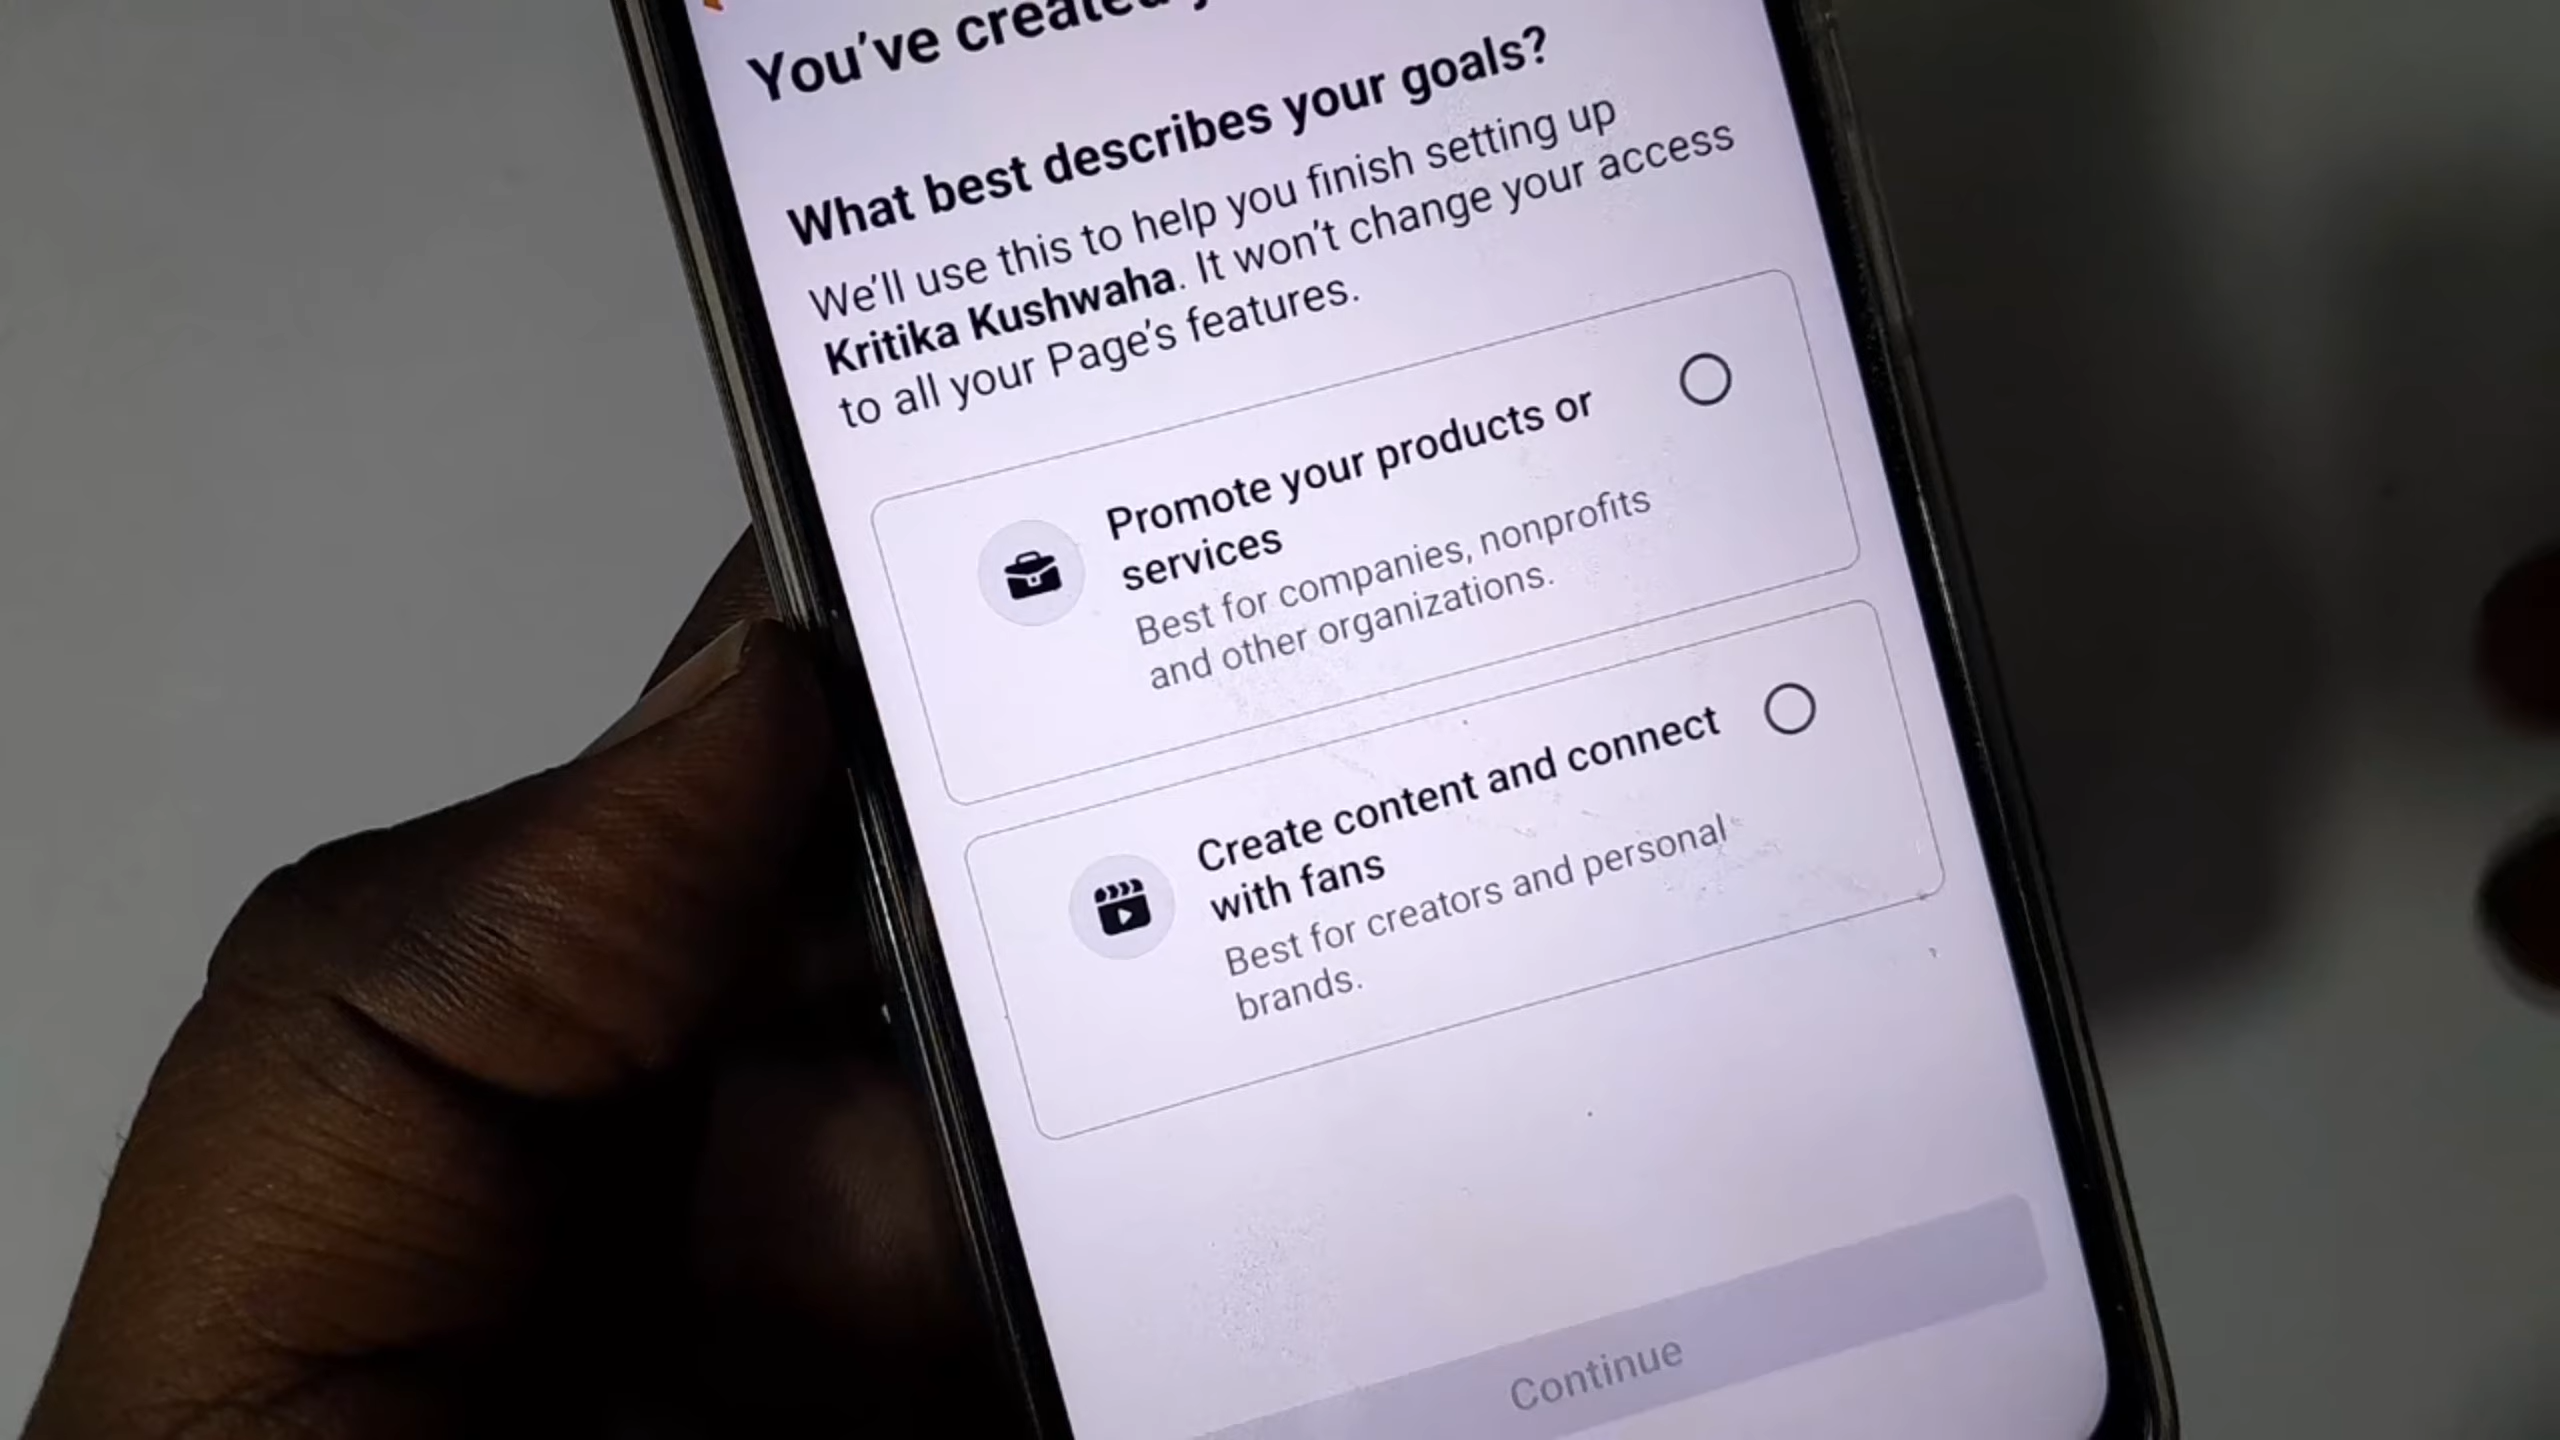 You've created
What best describes your goals?
We'll use this to help you finish setting up
Kritika Kushwaha. It won't change your access
to all your Page's features.
Promote your products or
services
Best for companies, nonprofits
and other organizations.
Create content and connect
with fans
Best for creators and personal
brands.
Continue